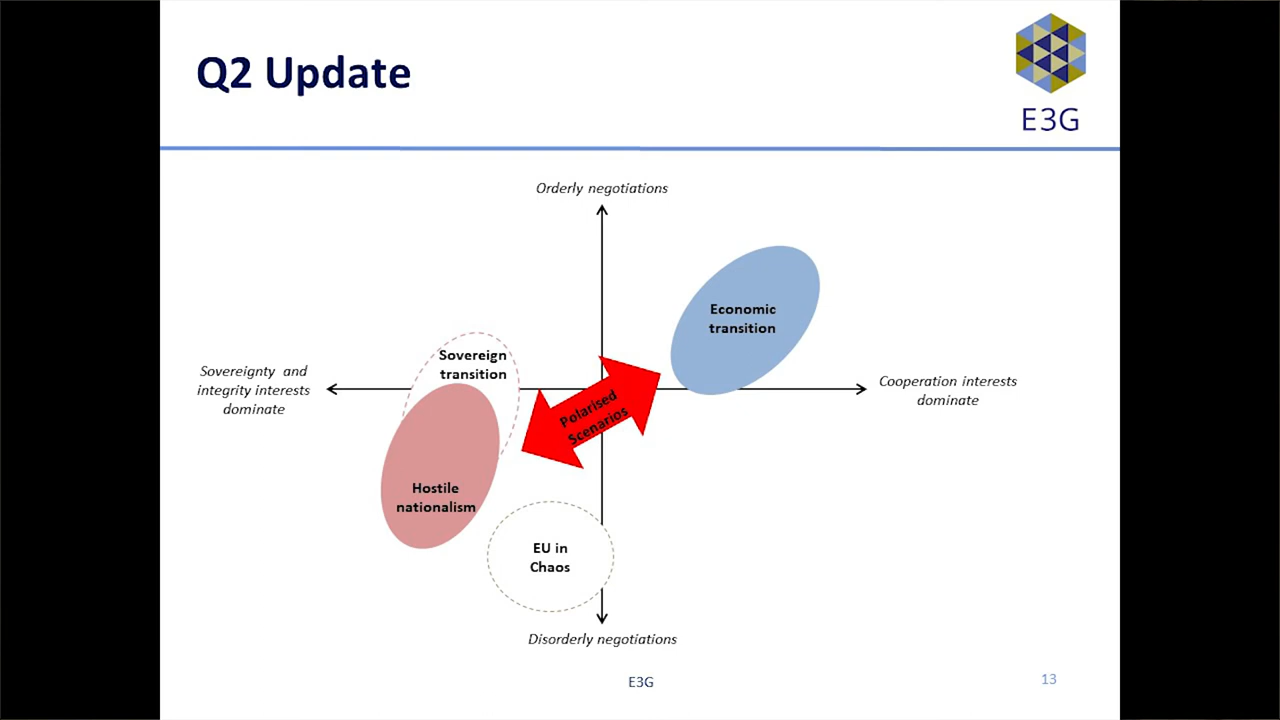 Q2 Update
E3G
Orderly negotiations
Economic
transition
Sovereign
transition
Sovereignty and
integrity interests
dominate
Cooperation interests
dominate
Polarised
Scenarios
Hostile
nationalism
EU in
Chaos
Disorderly negotiations
E3G
13